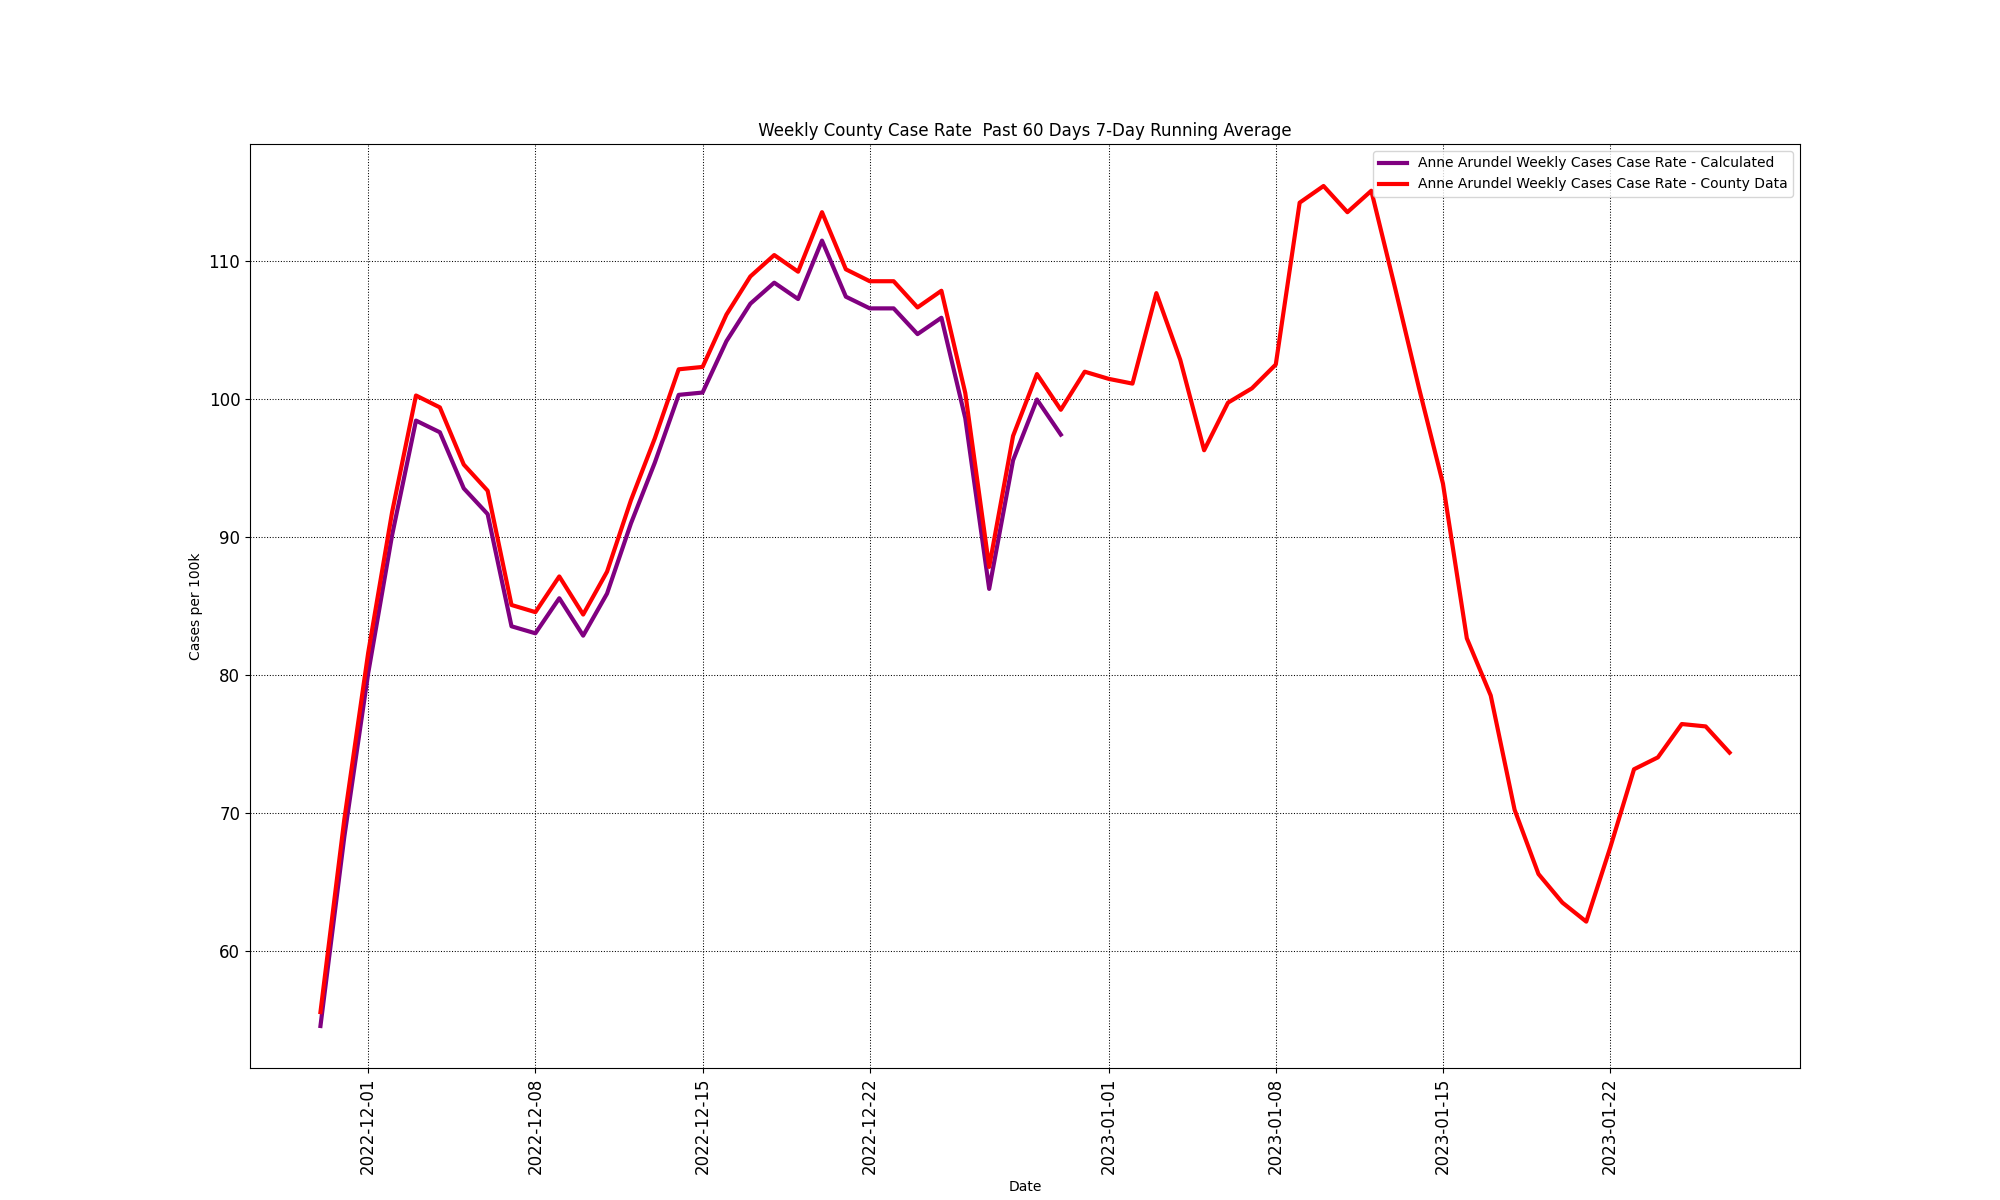 Weekly County Case Rate  Past 60 Days 7-Day Running Average
Anne Arundel Weekly Cases Case Rate - Calculated
Anne Arundel Weekly Cases Case Rate - County Data
Cases per 100k
110
100
90
80
70
60
2022-12-01
2022-12-08
2022-12-15
2022-12-22
2023-01-01
2023-01-08
2023-01-15
2023-01-22
Date